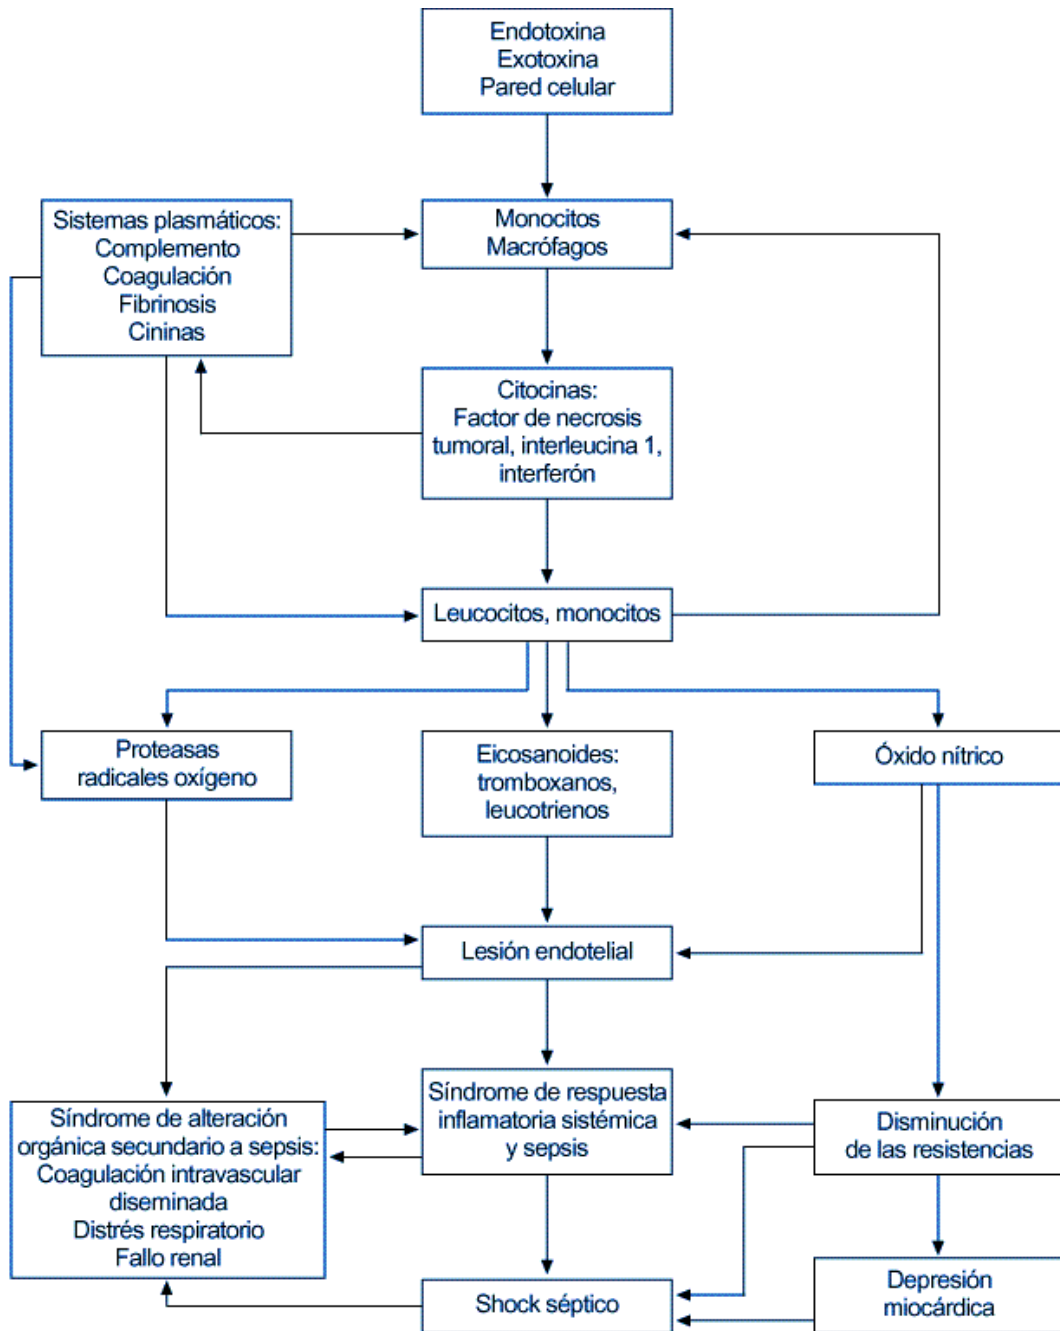 Endotoxina
Exotoxina
Pared celular
Sistemas plasmáticos:
Complemento
Coagulación
Fibrinosis
Cininas
Monocitos
Macrófagos
Citocinas:
Factor de necrosis
tumoral, interleucina 1,
interferón
Leucocitos, monocitos
Proteasas
radicales oxígeno
Eicosanoides:
tromboxanos,
leucotrienos
Óxido nítrico
Lesión endotelial
Síndrome de alteración
orgánica secundario a sepsis:
Coagulación intravascular
diseminada
Distrés respiratorio
Fallo renal
Síndrome de respuesta
inflamatoria sistémica
y sepsis
Disminución
de las resistencias
Shock séptico
Depresión
miocárdica